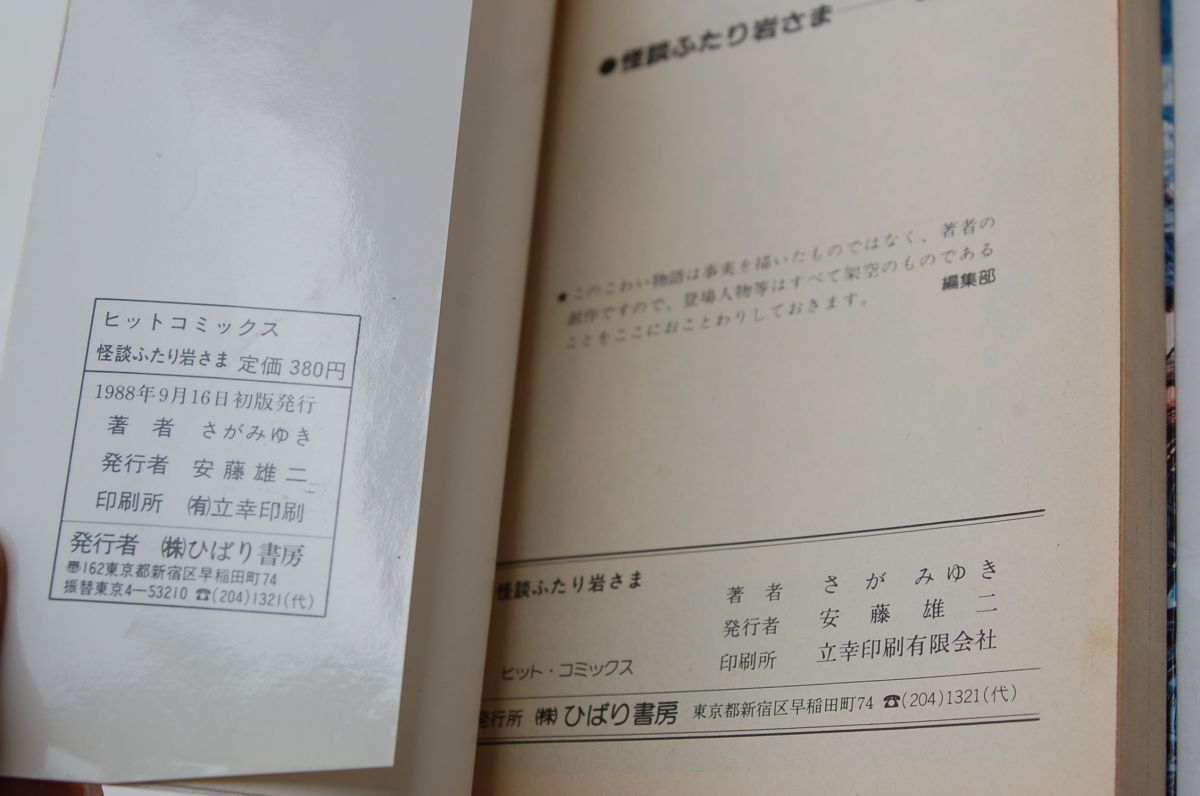 ヒットコミックス
怪談ふたり岩さま 定価 380円
1988年9月16日初版発行
著 者 さがみゆき
発行者 安藤雄二
印刷所 ㈲立幸印刷
発行者 ㈱ひばり書房
〠162東京都新宿区早稲田町74
振替東京4―53210 ☎(204)1321(代)
●怪談ふたり岩さま
★このこわい物語は事実を描いたものではなく、著者の
創作ですので、登場人物等はすべて架空のものである
ことをここにおことわりしておきます。
編集部
怪談ふたり岩さま
ヒット・コミックス
著 者 さ が みゆき
発行者 安 藤 雄 二
印刷所 立幸印刷有限会社
発行所 ㈱ひばり書房 東京都新宿区早稲田町74 ☎(204)1321(代)